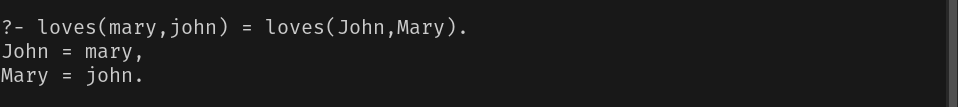 ?- loves(mary,john) = loves(John,Mary).
John = mary,
Mary = john.